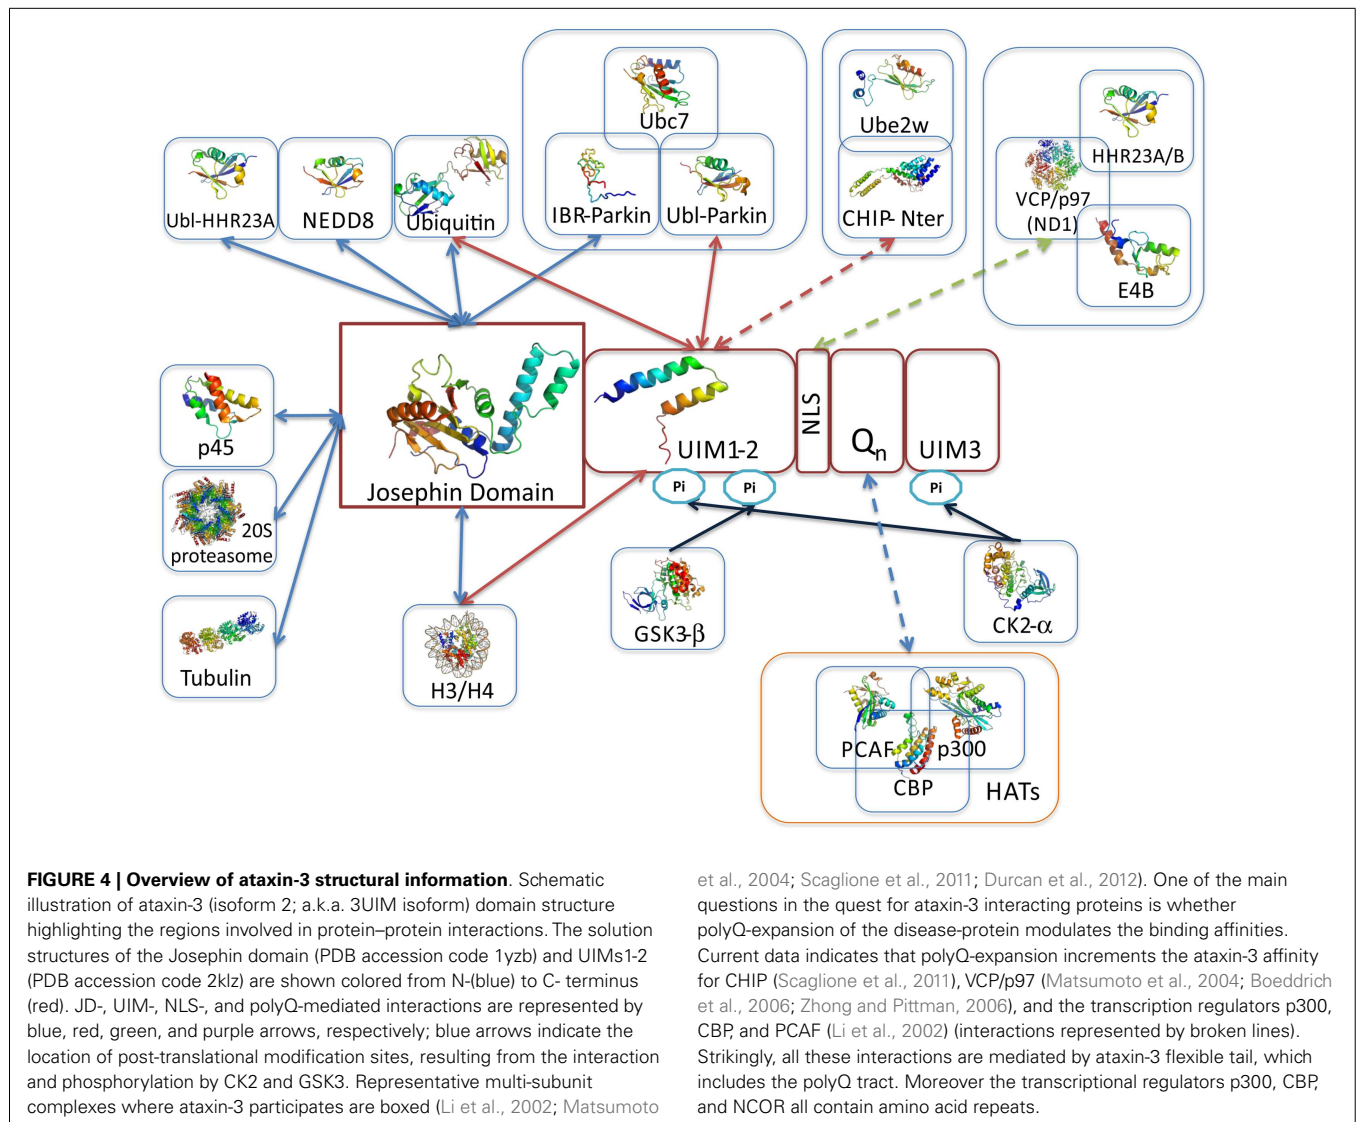 Ubc7
Ube2w
HHR23A/B
Ubl-HHR23A
NEDD8
Ubiquitin
IBR-Parkin
Ubl-Parkin
CHIP- Nter
VCP/p97
(ND1)
E4B
p45
20S
proteasome
Tubulin
Josephin Domain
UIM1-2
NLS
Qn
UIM3
Pi
Pi
Pi
H3/H4
GSK3-β
CK2-α
PCAF
p300
CBP
HATs
FIGURE 4 | Overview of ataxin-3 structural information. Schematic
illustration of ataxin-3 (isoform 2; a.k.a. 3UIM isoform) domain structure
highlighting the regions involved in protein–protein interactions. The solution
structures of the Josephin domain (PDB accession code 1yzb) and UIMs1-2
(PDB accession code 2klz) are shown colored from N-(blue) to C- terminus
(red). JD-, UIM-, NLS-, and polyQ-mediated interactions are represented by
blue, red, green, and purple arrows, respectively; blue arrows indicate the
location of post-translational modification sites, resulting from the interaction
and phosphorylation by CK2 and GSK3. Representative multi-subunit
complexes where ataxin-3 participates are boxed (Li et al., 2002; Matsumoto
et al., 2004; Scaglione et al., 2011; Durcan et al., 2012). One of the main
questions in the quest for ataxin-3 interacting proteins is whether
polyQ-expansion of the disease-protein modulates the binding affinities.
Current data indicates that polyQ-expansion increments the ataxin-3 affinity
for CHIP (Scaglione et al., 2011), VCP/p97 (Matsumoto et al., 2004; Boeddrich
et al., 2006; Zhong and Pittman, 2006), and the transcription regulators p300,
CBP, and PCAF (Li et al., 2002) (interactions represented by broken lines).
Strikingly, all these interactions are mediated by ataxin-3 flexible tail, which
includes the polyQ tract. Moreover the transcriptional regulators p300, CBP,
and NCOR all contain amino acid repeats.